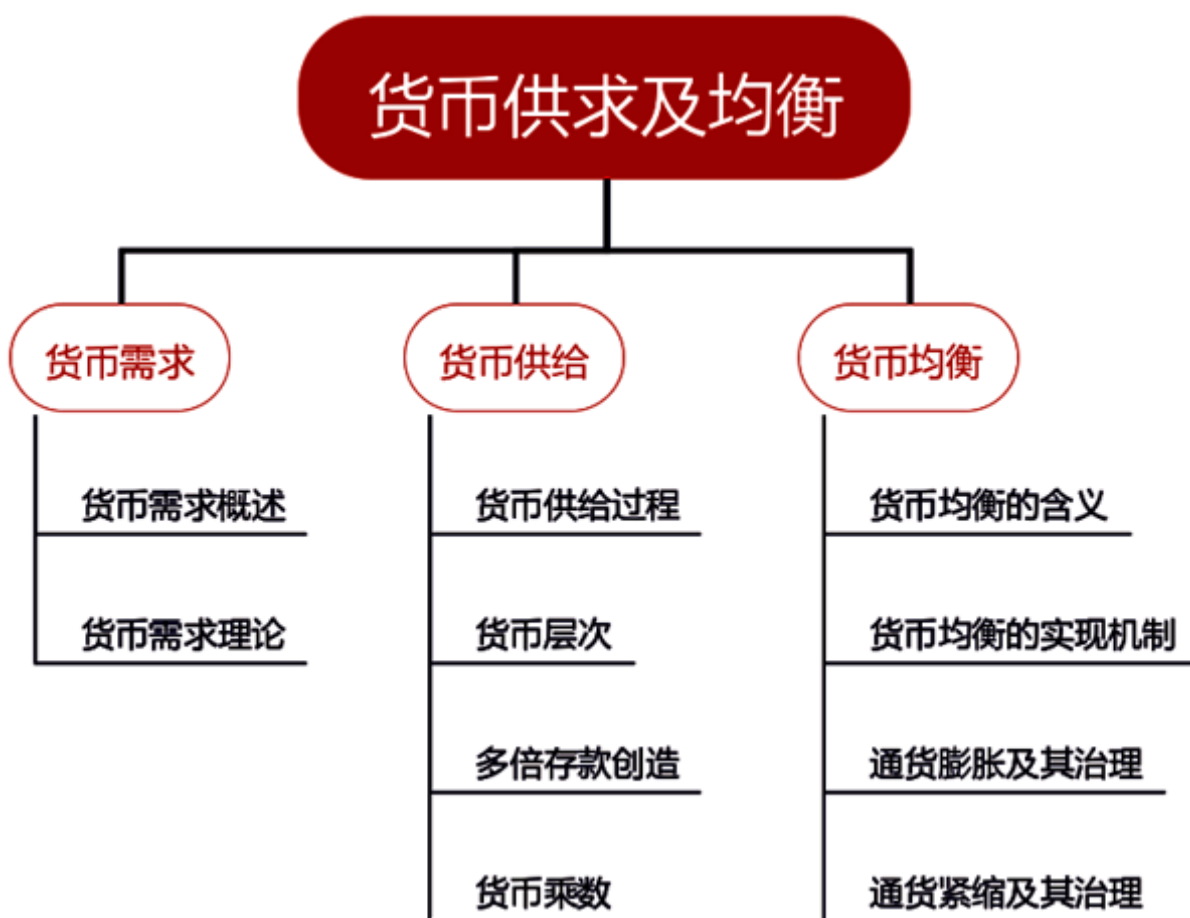 货币供求及均衡
货币需求
货币需求概述
货币需求理论
货币供给
货币供给过程
货币层次
多倍存款创造
货币乘数
货币均衡
货币均衡的含义
货币均衡的实现机制
通货膨胀及其治理
通货紧缩及其治理